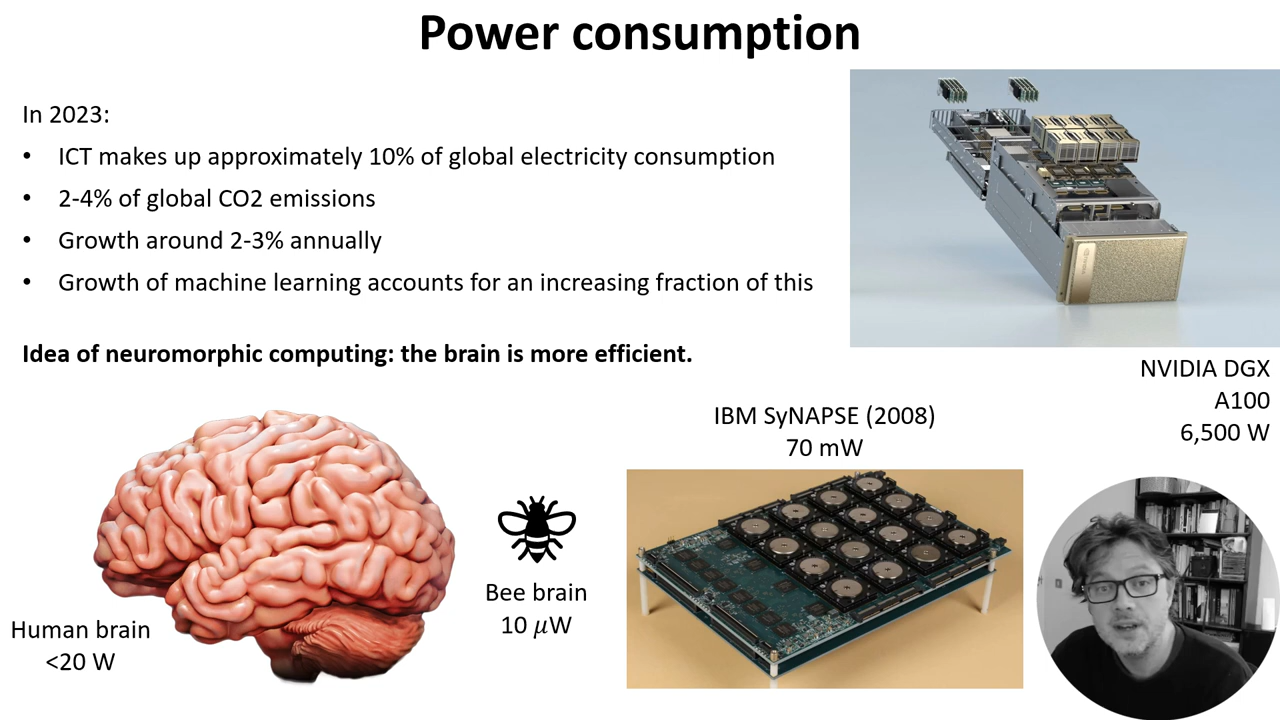 Power consumption
In 2023:
• ICT makes up approximately 10% of global electricity consumption
• 2-4% of global CO2 emissions
• Growth around 2-3% annually
• Growth of machine learning accounts for an increasing fraction of this
Idea of neuromorphic computing: the brain is more efficient.
NVIDIA DGX
A100
6,500 W
IBM SyNAPSE (2008)
70 mW
Bee brain
10 𝜇W
Human brain
<20 W